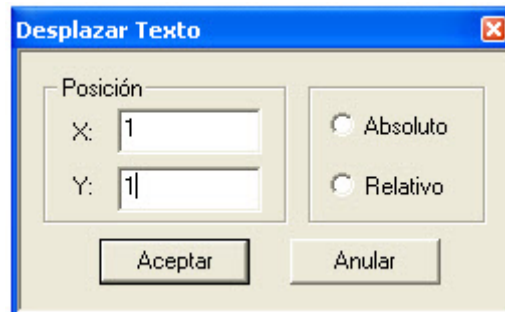 Desplazar Texto
Posición
X: 1
Y: 1
Absoluto
Relativo
Aceptar
Anular